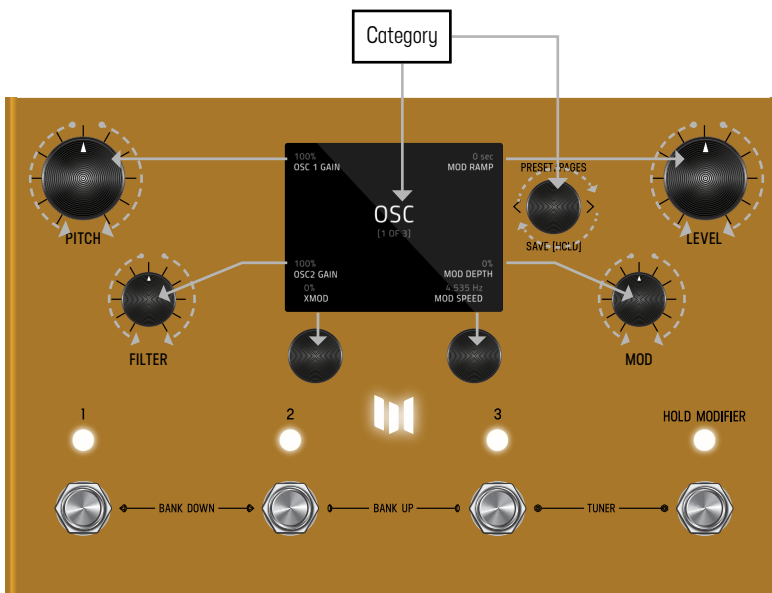 Category
100%
OSC 1 GAIN
0 sec
MOD RAMP
PRESET/PAGES
OSC
[1 OF 3]
PITCH
SAVE [HOLD]
LEVEL
100%
OSC2 GAIN
0%
MOD DEPTH
0%
XMOD
4.535 Hz
MOD SPEED
FILTER
MOD
1
2
3
HOLD MODIFIER
BANK DOWN
BANK UP
TUNER